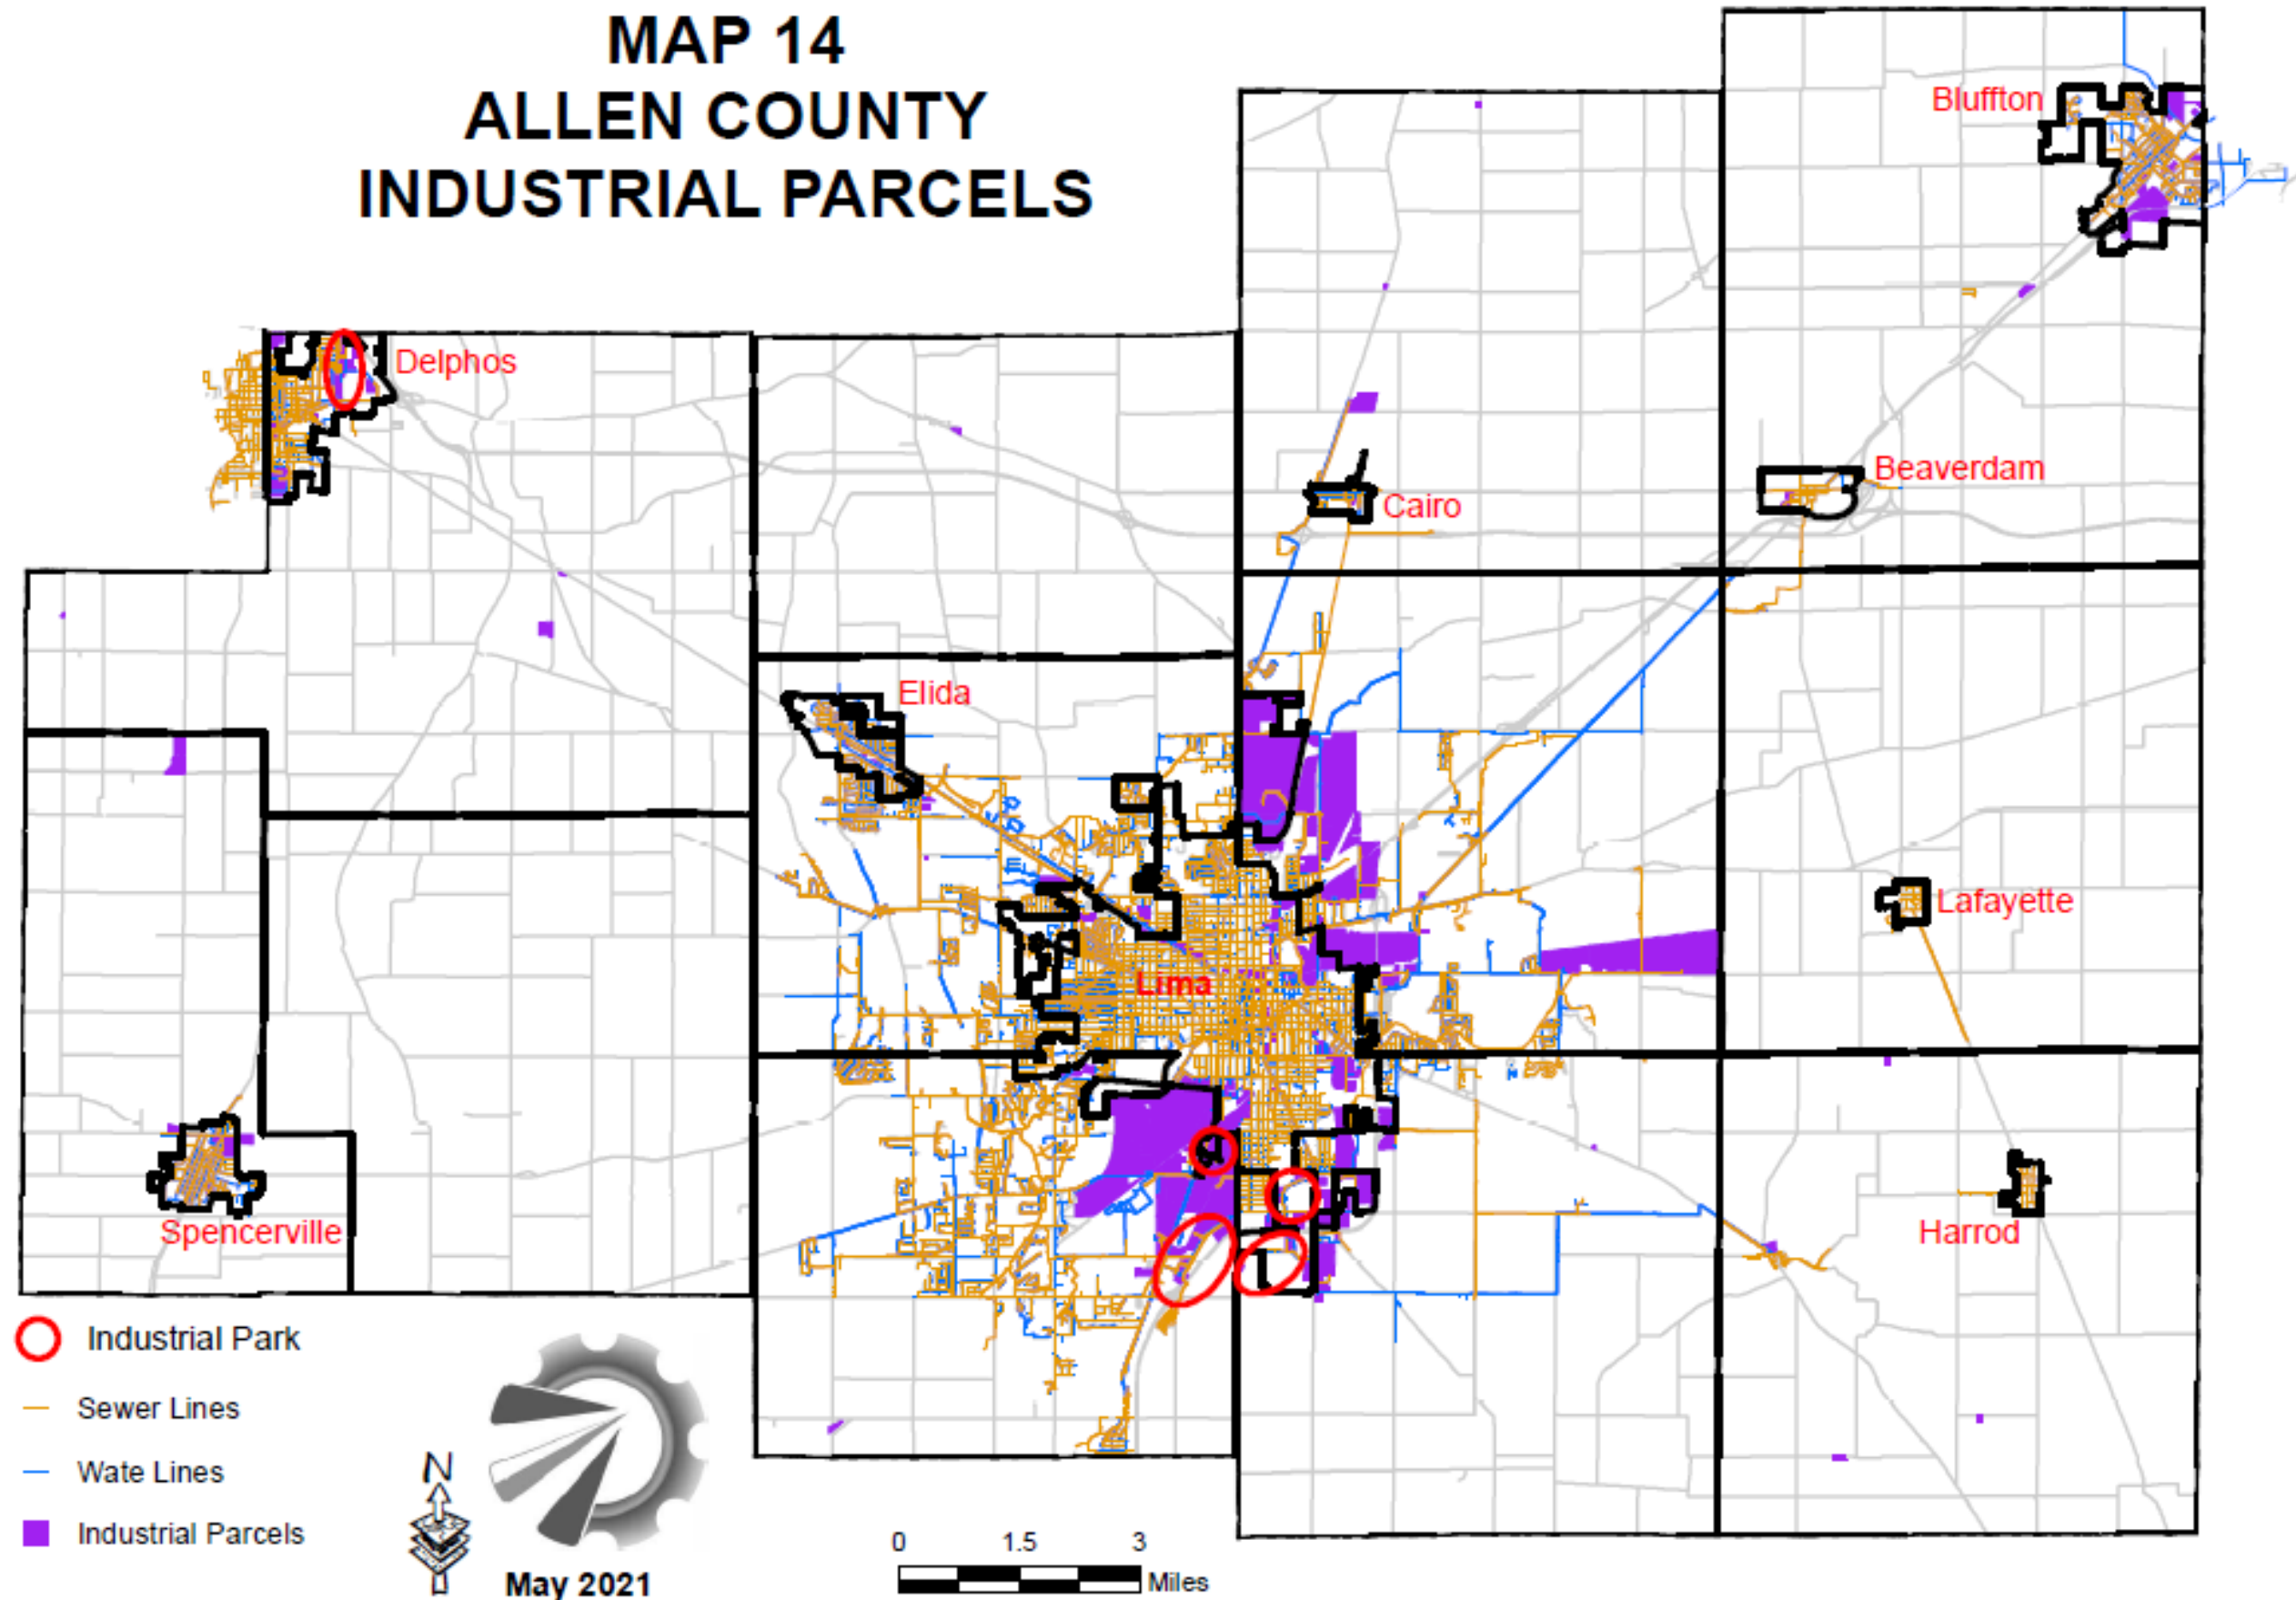 MAP 14
ALLEN COUNTY
INDUSTRIAL PARCELS
Bluffton
Delphos
Beaverdam
Cairo
Elida
Lafayette
Lima
Spencerville
Harrod
Industrial Park
Sewer Lines
Wate Lines
Industrial Parcels
N
May 2021
0 1.5 3
Miles